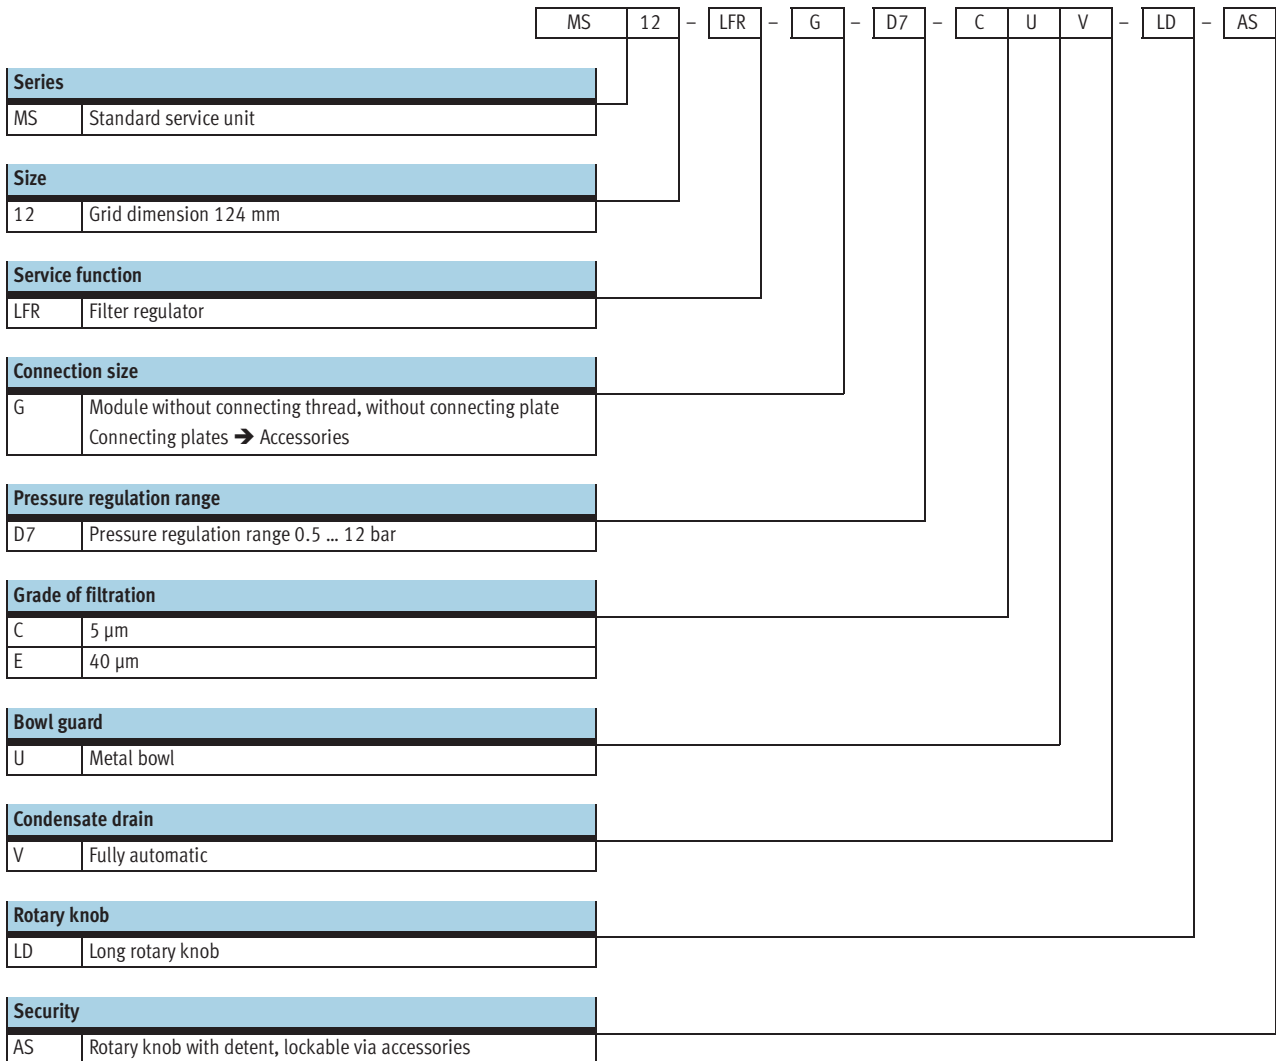 MS 12 – LFR – G – D7 – C U V – LD – AS
Series
MS Standard service unit
Size
12 Grid dimension 124 mm
Service function
LFR Filter regulator
Connection size
G Module without connecting thread, without connecting plate
Connecting plates ➔ Accessories
Pressure regulation range
D7 Pressure regulation range 0.5 … 12 bar
Grade of filtration
C 5 µm
E 40 µm
Bowl guard
U Metal bowl
Condensate drain
V Fully automatic
Rotary knob
LD Long rotary knob
Security
AS Rotary knob with detent, lockable via accessories